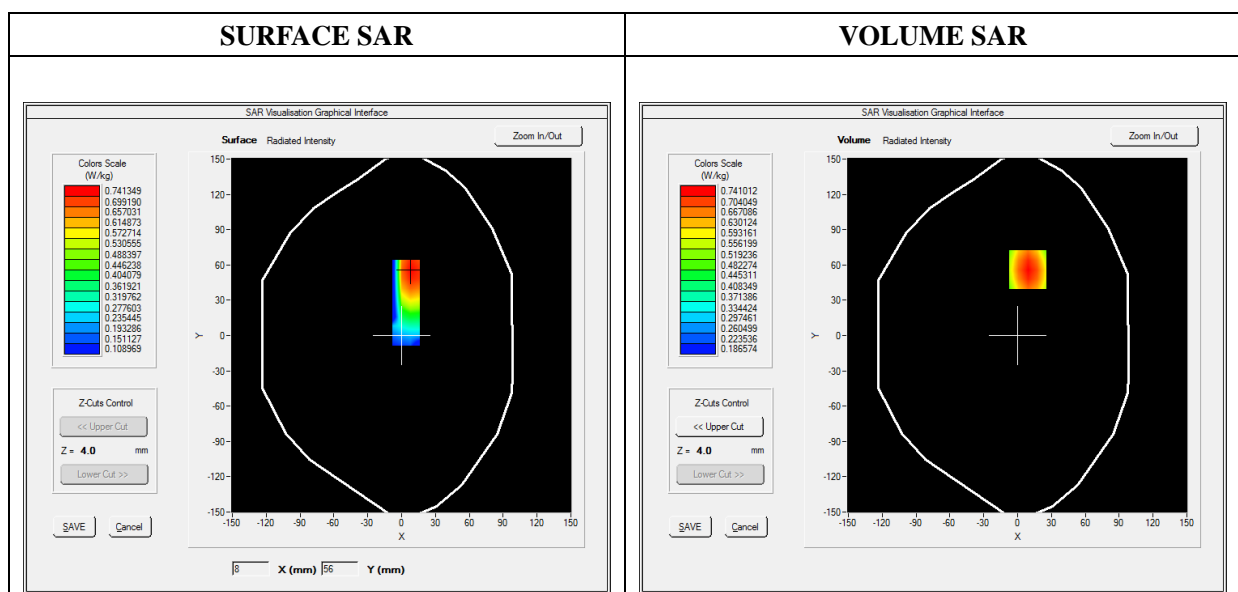 SURFACE SAR
VOLUME SAR
SAR Visualisation Graphical Interface
Surface Radiated Intensity
Zoom In/Out
Colors Scale
(W/kg)
0.741349
0.699190
0.657031
0.614873
0.572714
0.530555
0.488397
0.446238
0.404079
0.361921
0.319762
0.277603
0.235445
0.193286
0.151127
0.108969
Z-Cuts Control
<< Upper Cut
Z = 4.0 mm
Lower Cut >>
SAVE Cancel
150
120
90
60
30
0
-30
-60
-90
-120
-150
Y
-150 -120 -90 -60 -30 0 30 60 90 120 150
X
8 X (mm) 56 Y (mm)
SAR Visualisation Graphical Interface
Volume Radiated Intensity
Zoom In/Out
Colors Scale
(W/kg)
0.741012
0.704049
0.667086
0.630124
0.593161
0.556199
0.519236
0.482274
0.445311
0.408349
0.371386
0.334424
0.297461
0.260499
0.223536
0.186574
Z-Cuts Control
<< Upper Cut
Z = 4.0 mm
Lower Cut >>
SAVE Cancel
150
120
90
60
30
0
-30
-60
-90
-120
-150
Y
-150 -120 -90 -60 -30 0 30 60 90 120 150
X